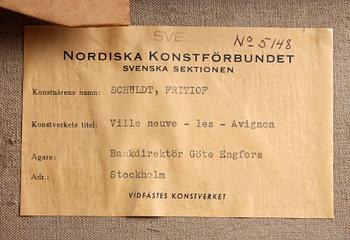 SVE
Nº 5148
NORDISKA KONSTFÖRBUNDET
SVENSKA SEKTIONEN
Konstnärens namn: SCHULDT, FRITIOF
Konstverkets titel: Ville neuve - les - Avignon
Ägare: Bankdirektör Göte Engfors
Adr.: Stockholm
VIDFÄSTES KONSTVERKET